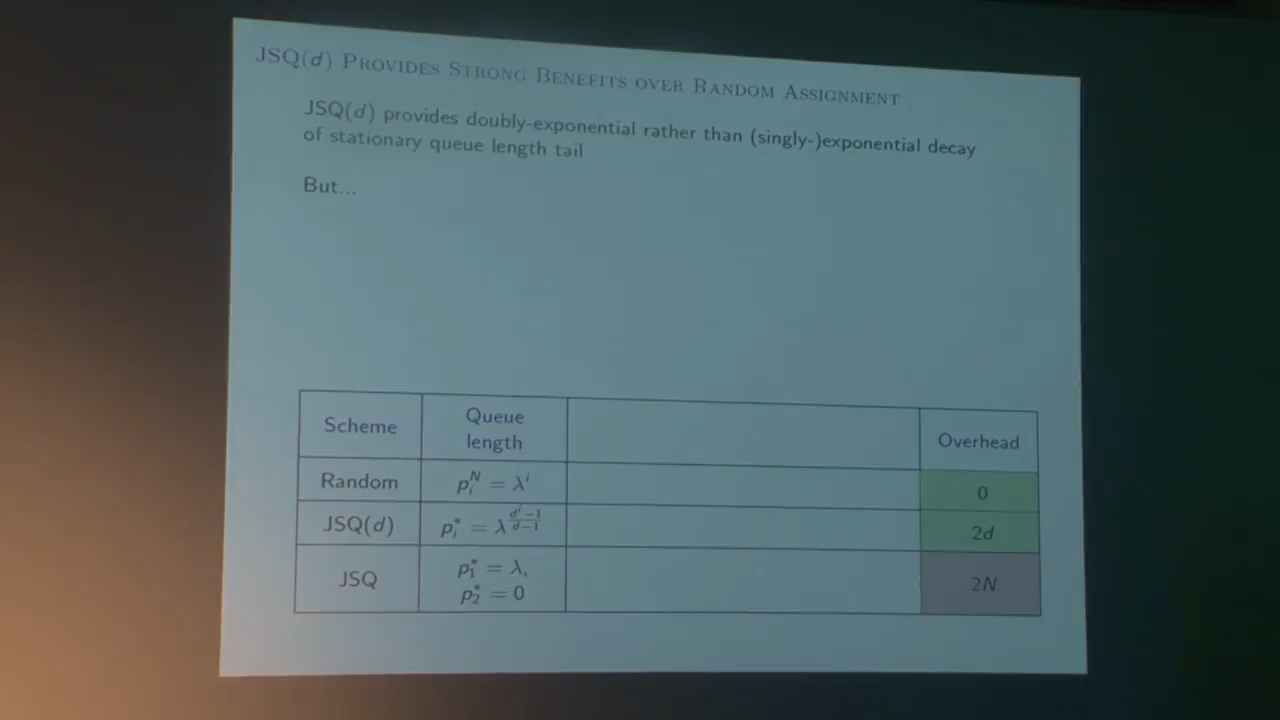 JSQ(d) Provides Strong Benefits over Random Assignment
JSQ(d) provides doubly-exponential rather than (singly-)exponential decay
of stationary queue length tail
But...
Scheme
Queue
length
Overhead
Random
p_i^N = λ^i
0
JSQ(d)
p_i^* = λ^{\frac{d^i-1}{d-1}}
2d
JSQ
p_1^* = λ,
p_2^* = 0
2N